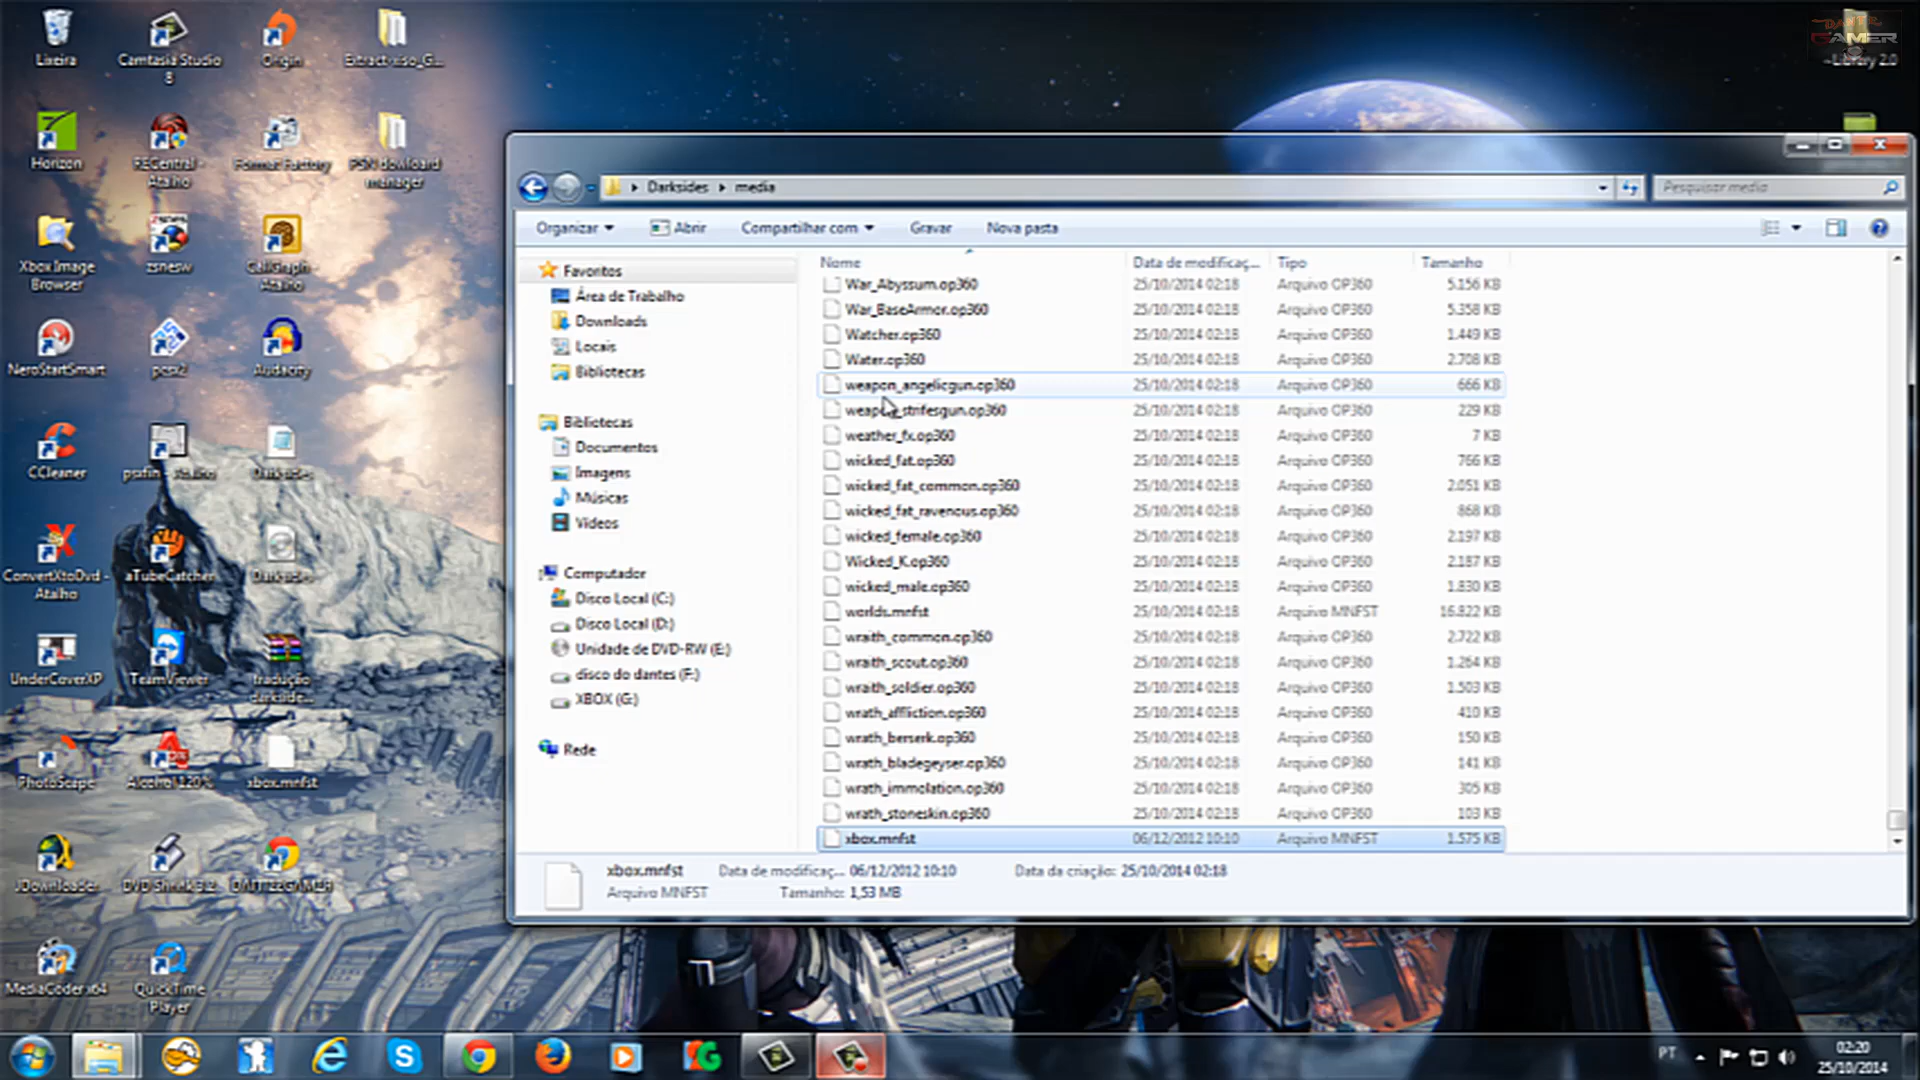 Lixeira
Camtasia Studio
8
Origin
Extract-xiso_G...
DANTE
GAMER
~Library 2.0
Horizon
RECentral -
Atalho
Format Factory
PSN dowload
manager
Xbox Image
Browser
zsnesw
CallGraph
Atalho
NeroStartSmart
pcsx2
Audacity
CCleaner
Atalho
Darksides
ConvertXtoDvd -
Atalho
aTubeCatcher
Darksides
UnderCoverXP
TeamViewer
tradução
darkside...
PhotoScape
Alcohol 120%
xbox.mnfst
JDownloader
DVD Shrink 3.2
MediaCoder x64
QuickTime
Player
Darksides
media
Pesquisar media
Organizar
Abrir
Compartilhar com
Gravar
Nova pasta
Favoritos
Área de Trabalho
Downloads
Locais
Bibliotecas
Bibliotecas
Documentos
Imagens
Músicas
Vídeos
Computador
Disco Local (C:)
Disco Local (D:)
Unidade de DVD-RW (E:)
disco do dantes (F:)
XBOX (G:)
Rede
Nome Data de modificaç... Tipo Tamanho
War_Abyssum.op360 25/10/2014 02:18 Arquivo OP360 5.156 KB
War_BaseArmor.op360 25/10/2014 02:18 Arquivo OP360 5.358 KB
Watcher.op360 25/10/2014 02:18 Arquivo OP360 1.449 KB
Water.op360 25/10/2014 02:18 Arquivo OP360 2.708 KB
weapon_angelicgun.op360 25/10/2014 02:18 Arquivo OP360 666 KB
weapon_strifesgun.op360 25/10/2014 02:18 Arquivo OP360 229 KB
weather_fx.op360 25/10/2014 02:18 Arquivo OP360 7 KB
wicked_fat.op360 25/10/2014 02:18 Arquivo OP360 766 KB
wicked_fat_common.op360 25/10/2014 02:18 Arquivo OP360 2.051 KB
wicked_fat_ravenous.op360 25/10/2014 02:18 Arquivo OP360 868 KB
wicked_female.op360 25/10/2014 02:18 Arquivo OP360 2.197 KB
Wicked_K.op360 25/10/2014 02:18 Arquivo OP360 2.187 KB
wicked_male.op360 25/10/2014 02:18 Arquivo OP360 1.830 KB
worlds.mnfst 25/10/2014 02:18 Arquivo MNFST 16.822 KB
wraith_common.op360 25/10/2014 02:18 Arquivo OP360 2.722 KB
wraith_scout.op360 25/10/2014 02:18 Arquivo OP360 1.264 KB
wraith_soldier.op360 25/10/2014 02:18 Arquivo OP360 1.503 KB
wrath_affliction.op360 25/10/2014 02:18 Arquivo OP360 410 KB
wrath_berserk.op360 25/10/2014 02:18 Arquivo OP360 150 KB
wrath_bladegeyser.op360 25/10/2014 02:18 Arquivo OP360 141 KB
wrath_immolation.op360 25/10/2014 02:18 Arquivo OP360 305 KB
wrath_stoneskin.op360 25/10/2014 02:18 Arquivo OP360 103 KB
xbox.mnfst 06/12/2012 10:10 Arquivo MNFST 1.575 KB
xbox.mnfst Data de modificaç... 06/12/2012 10:10 Data da criação: 25/10/2014 02:18
Arquivo MNFST Tamanho: 1,53 MB
PT
02:20
25/10/2014